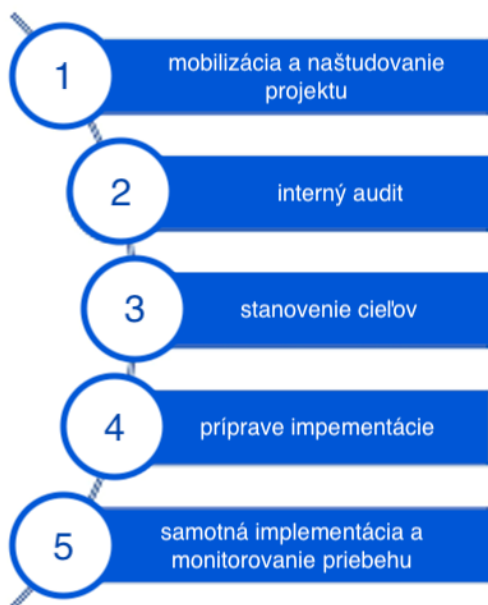 1
mobilizácia a naštudovanie
projektu
2
interný audit
3
stanovenie cieľov
4
príprave impementácie
5
samotná implementácia a
monitorovanie priebehu